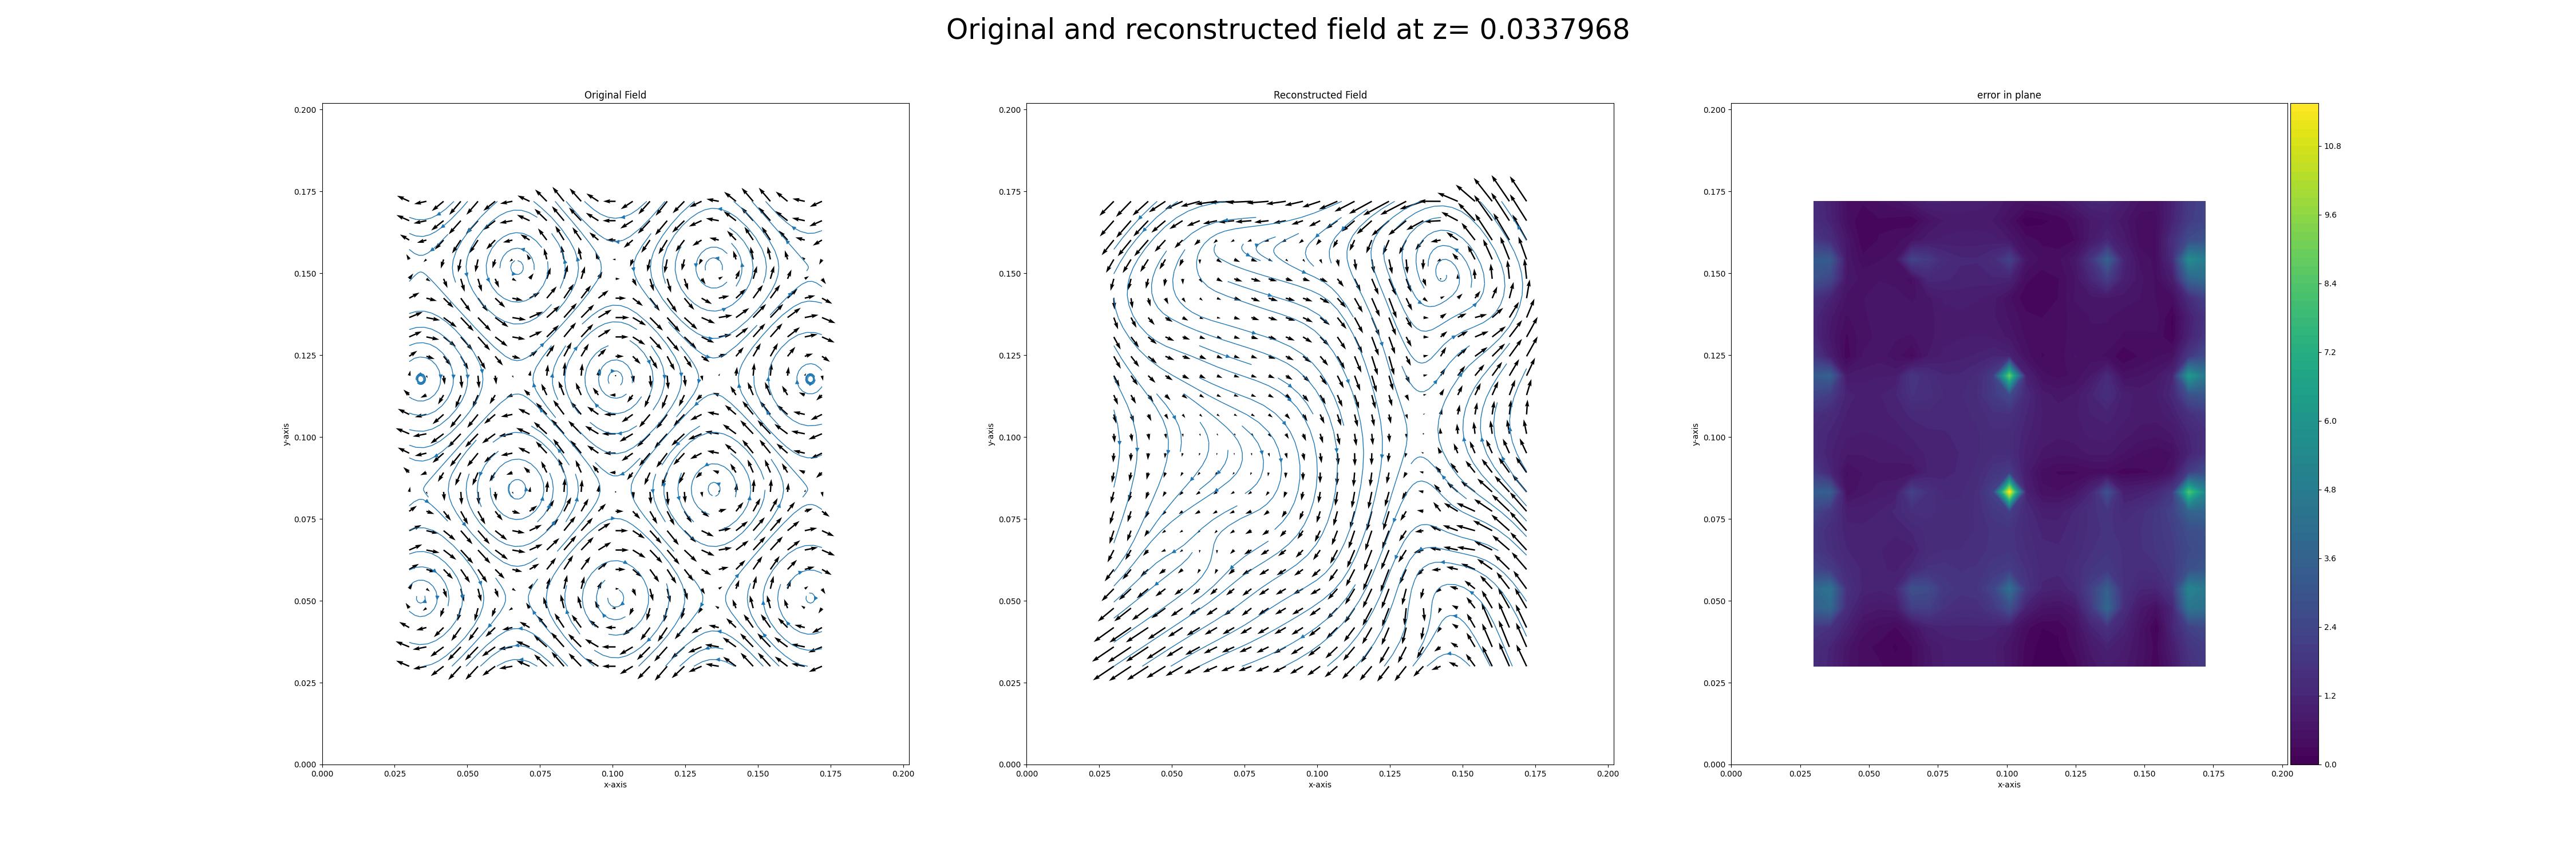 Original and reconstructed field at z= 0.0337968
Original Field
0.200
0.175
0.150
0.125
0.100
0.075
0.050
0.025
0.000
y-axis
0.000 0.025 0.050 0.075 0.100 0.125 0.150 0.175 0.200
x-axis
Reconstructed Field
0.200
0.175
0.150
0.125
0.100
0.075
0.050
0.025
0.000
y-axis
0.000 0.025 0.050 0.075 0.100 0.125 0.150 0.175 0.200
x-axis
error in plane
0.200
0.175
0.150
0.125
0.100
0.075
0.050
0.025
0.000
y-axis
0.000 0.025 0.050 0.075 0.100 0.125 0.150 0.175 0.200
x-axis
10.8
9.6
8.4
7.2
6.0
4.8
3.6
2.4
1.2
0.0